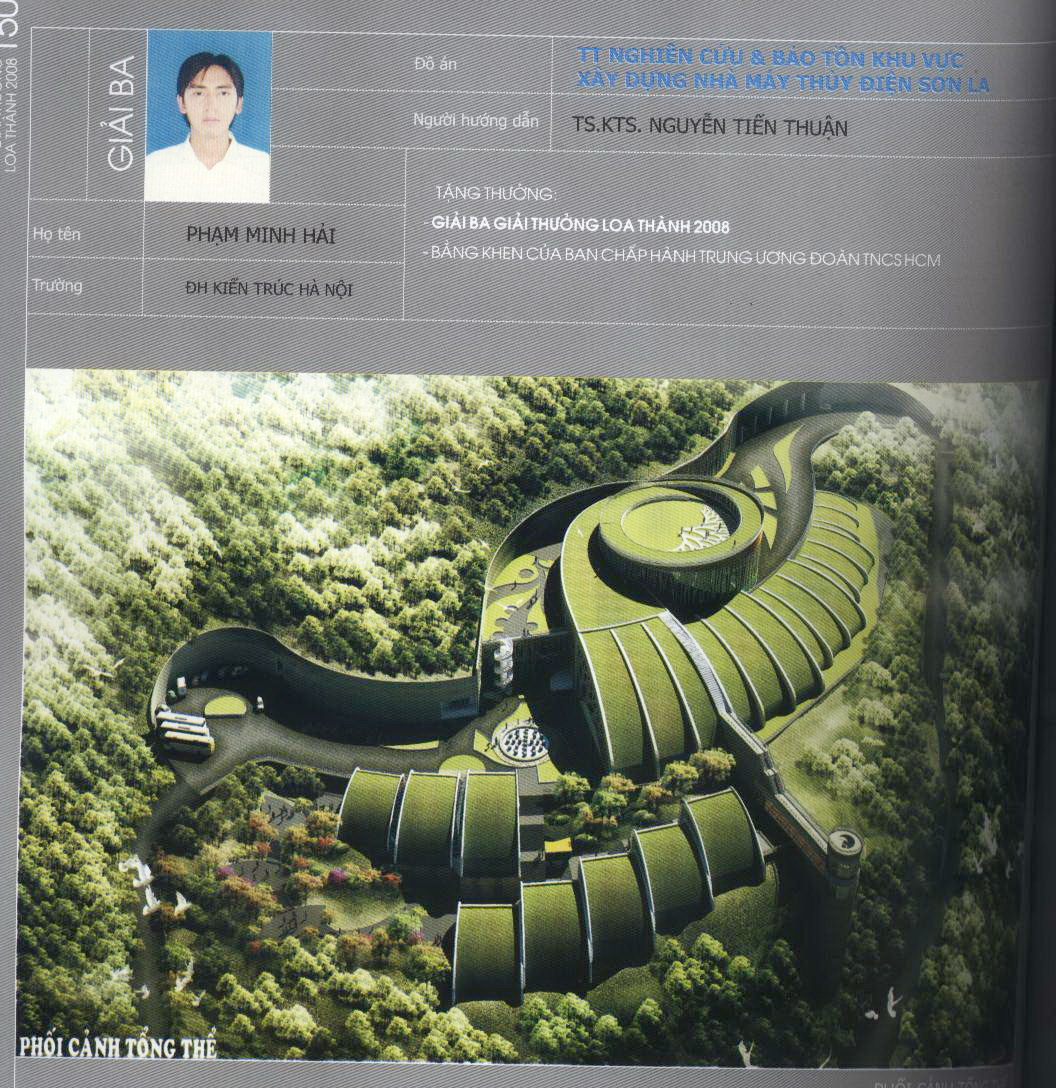 150
LOA THÀNH 2008
GIẢI BA
Đồ án
TT NGHIÊN CỨU & BẢO TỒN KHU VỰC
XÂY DỰNG NHÀ MÁY THỦY ĐIỆN SƠN LA
Người hướng dẫn
TS.KTS. NGUYỄN TIẾN THUẬN
TẶNG THƯỞNG:
- GIẢI BA GIẢI THƯỞNG LOA THÀNH 2008
- BẰNG KHEN CỦA BAN CHẤP HÀNH TRUNG ƯƠNG ĐOÀN TNCS HCM
Họ tên
PHẠM MINH HẢI
Trường
ĐH KIẾN TRÚC HÀ NỘI
PHỐI CẢNH TỔNG THỂ